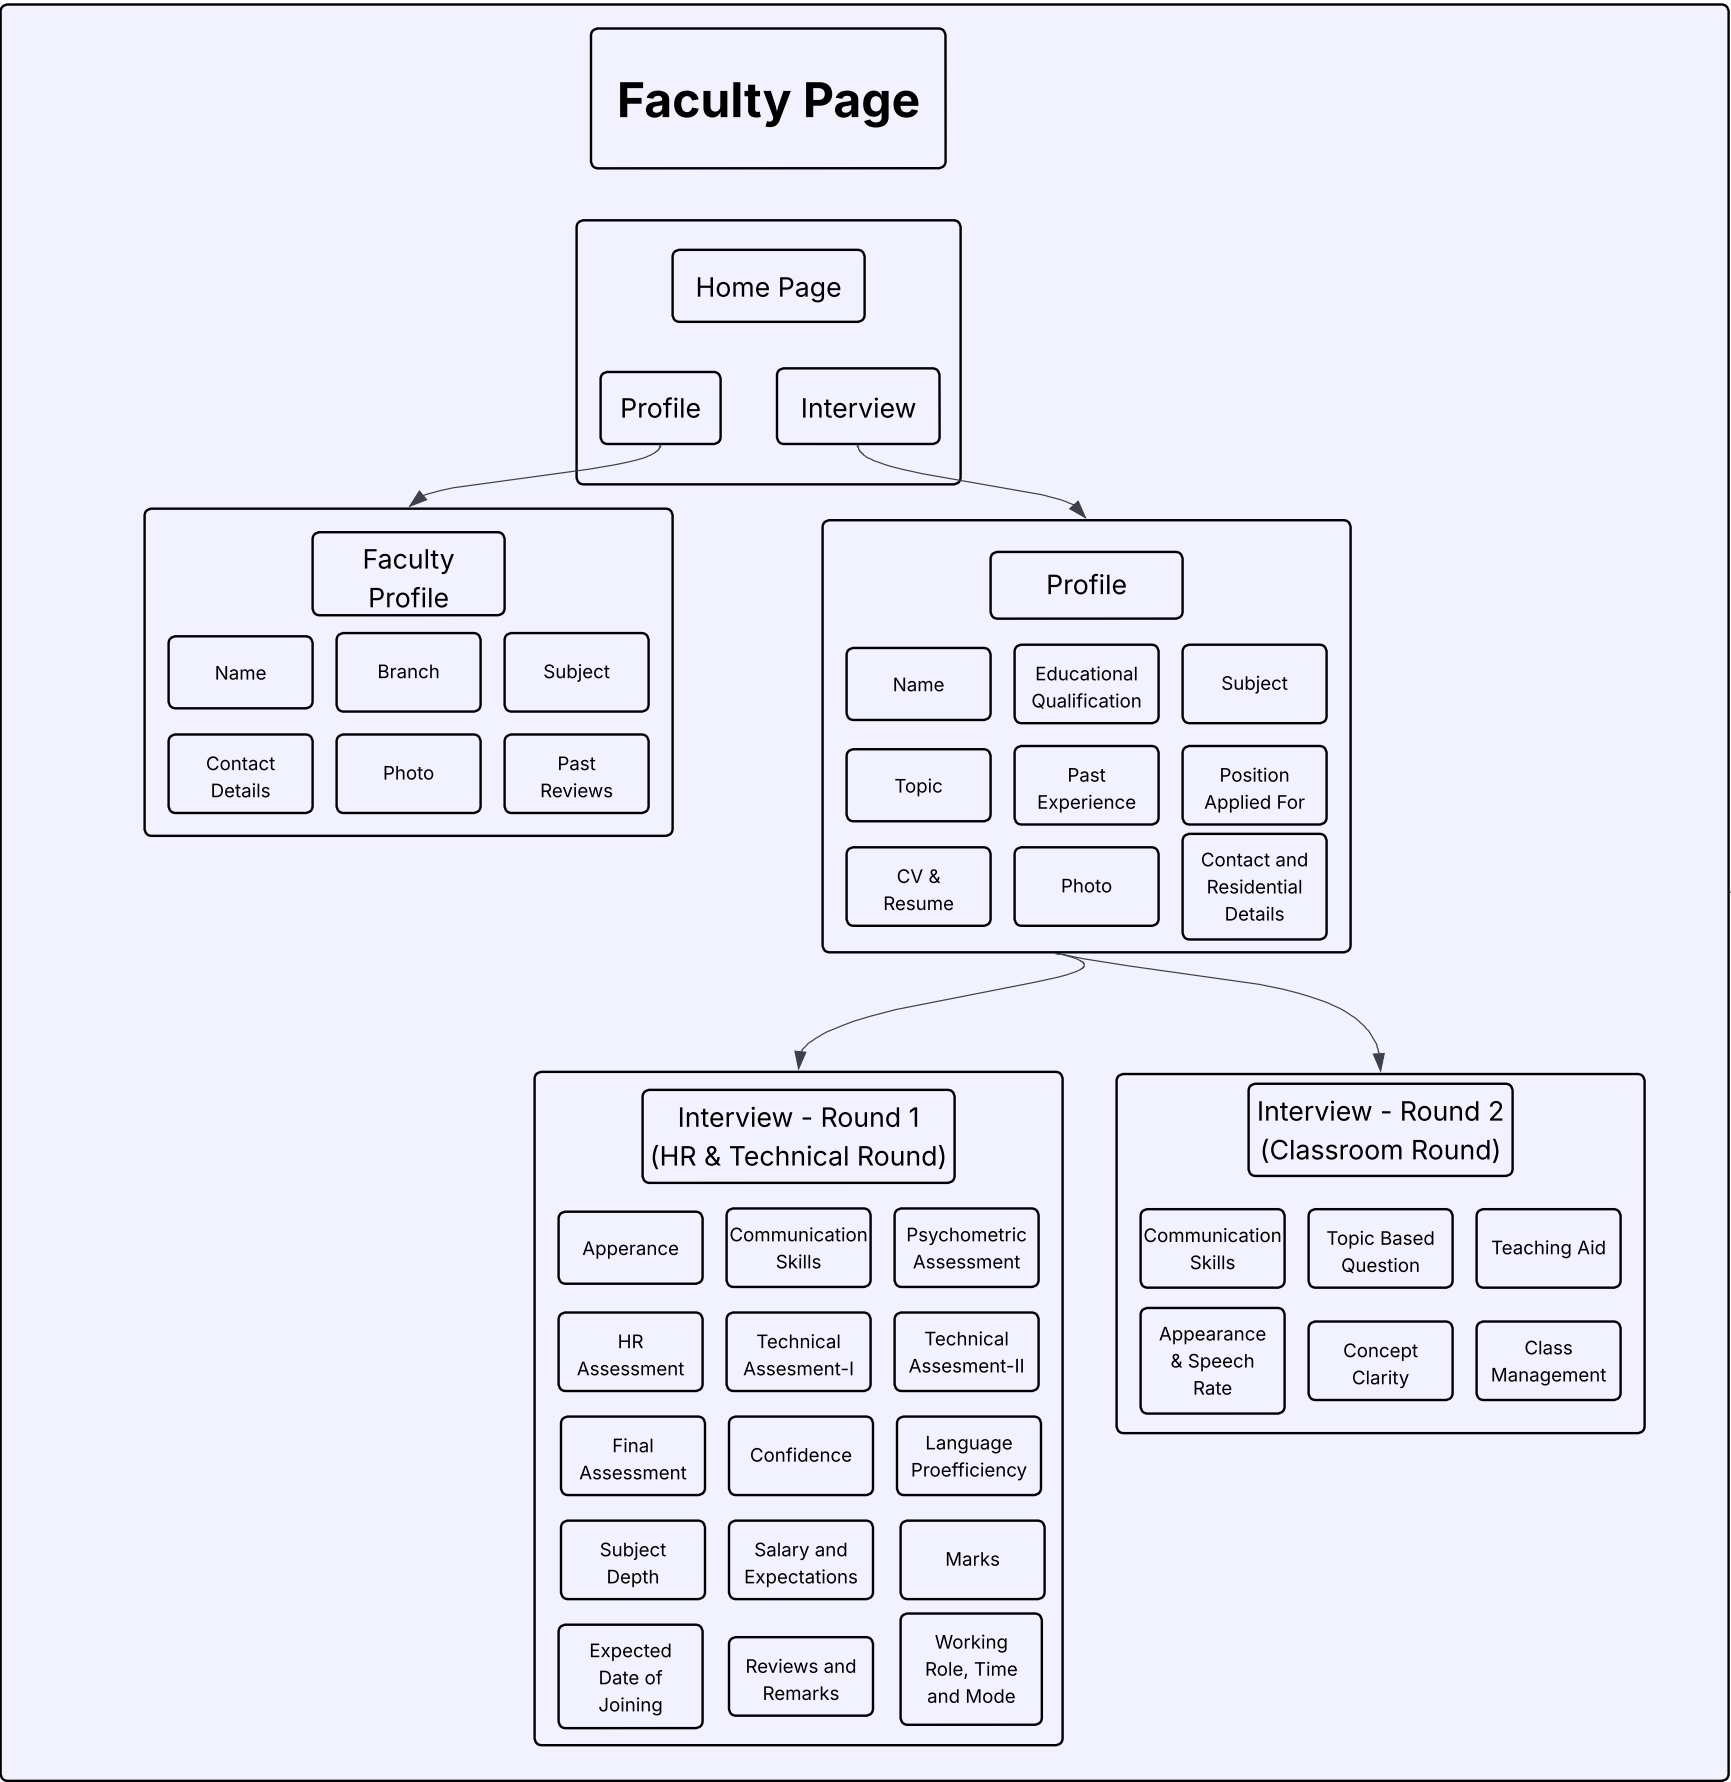 Faculty Page
Home Page
Profile
Interview
Faculty
Profile
Name
Branch
Subject
Contact
Details
Photo
Past
Reviews
Profile
Name
Educational
Qualification
Subject
Topic
Past
Experience
Position
Applied For
CV &
Resume
Photo
Contact and
Residential
Details
Interview - Round 1
(HR & Technical Round)
Apperance
Communication
Skills
Psychometric
Assessment
HR
Assessment
Technical
Assesment-I
Technical
Assesment-II
Final
Assessment
Confidence
Language
Proefficiency
Subject
Depth
Salary and
Expectations
Marks
Expected
Date of
Joining
Reviews and
Remarks
Working
Role, Time
and Mode
Interview - Round 2
(Classroom Round)
Communication
Skills
Topic Based
Question
Teaching Aid
Appearance
& Speech
Rate
Concept
Clarity
Class
Management